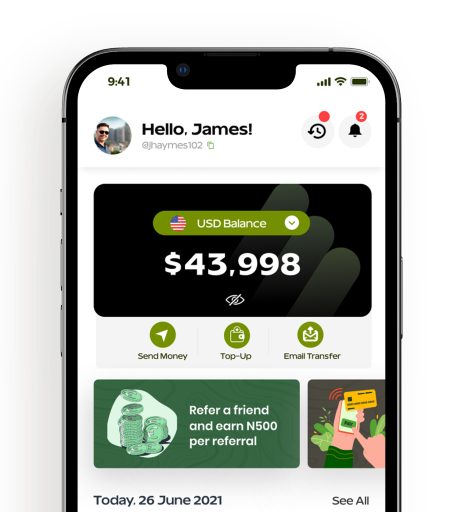 9:41
Hello, James!
@jhaymes102
2
USD Balance
$43,998
Send Money
Top-Up
Email Transfer
Refer a friend
and earn N500
per referral
Today, 26 June 2021
See All